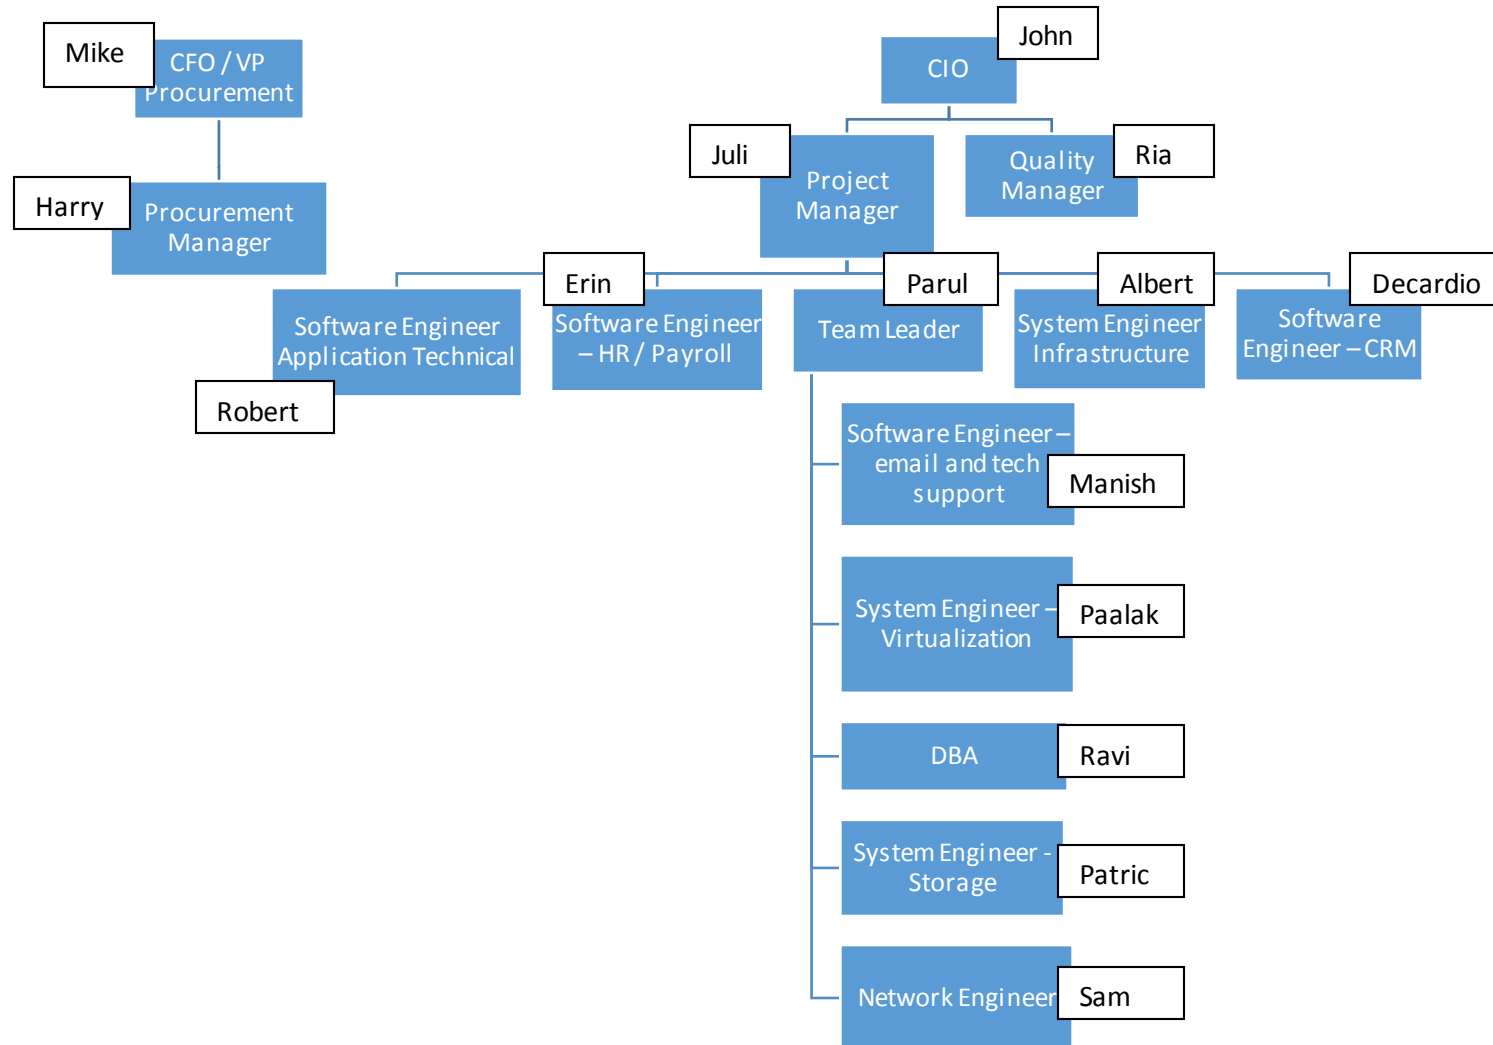 Mike
CFO / VP
Procurement
Harry
Procurement
Manager
John
CIO
Juli
Project
Manager
Ria
Quality
Manager
Robert
Software Engineer
Application Technical
Erin
Software Engineer
– HR / Payroll
Parul
Team Leader
Albert
System Engineer
Infrastructure
Decardio
Software
Engineer – CRM
Software Engineer –
email and tech
support
Manish
System Engineer –
Virtualization
Paalak
DBA
Ravi
System Engineer -
Storage
Patric
Network Engineer
Sam